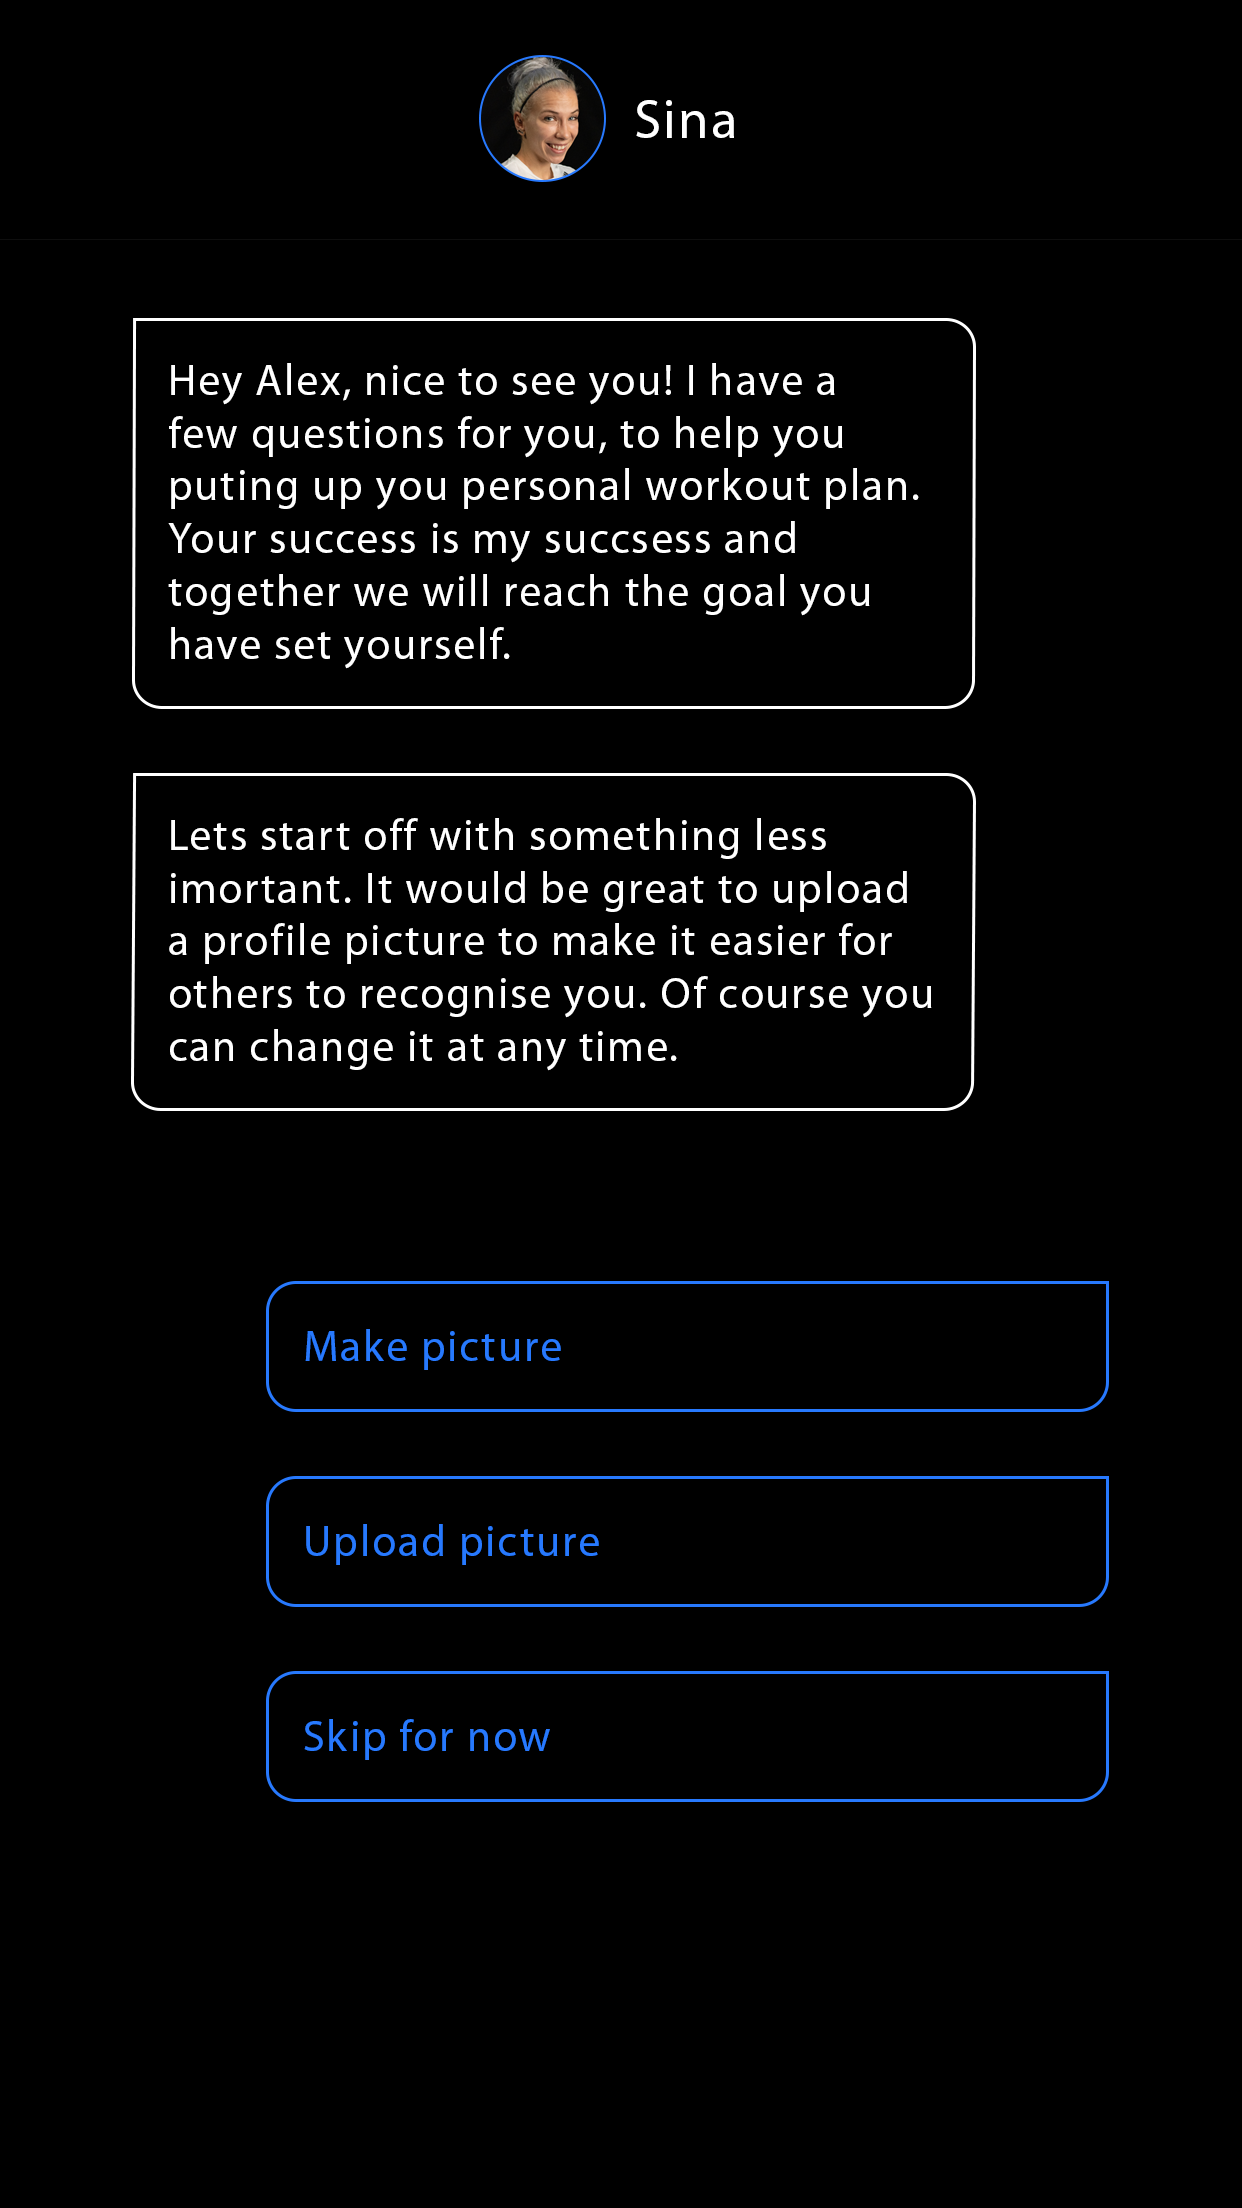 Sina
Hey Alex, nice to see you! I have a
few questions for you, to help you
puting up you personal workout plan.
Your success is my succsess and
together we will reach the goal you
have set yourself.
Lets start off with something less
imortant. It would be great to upload
a profile picture to make it easier for
others to recognise you. Of course you
can change it at any time.
Make picture
Upload picture
Skip for now